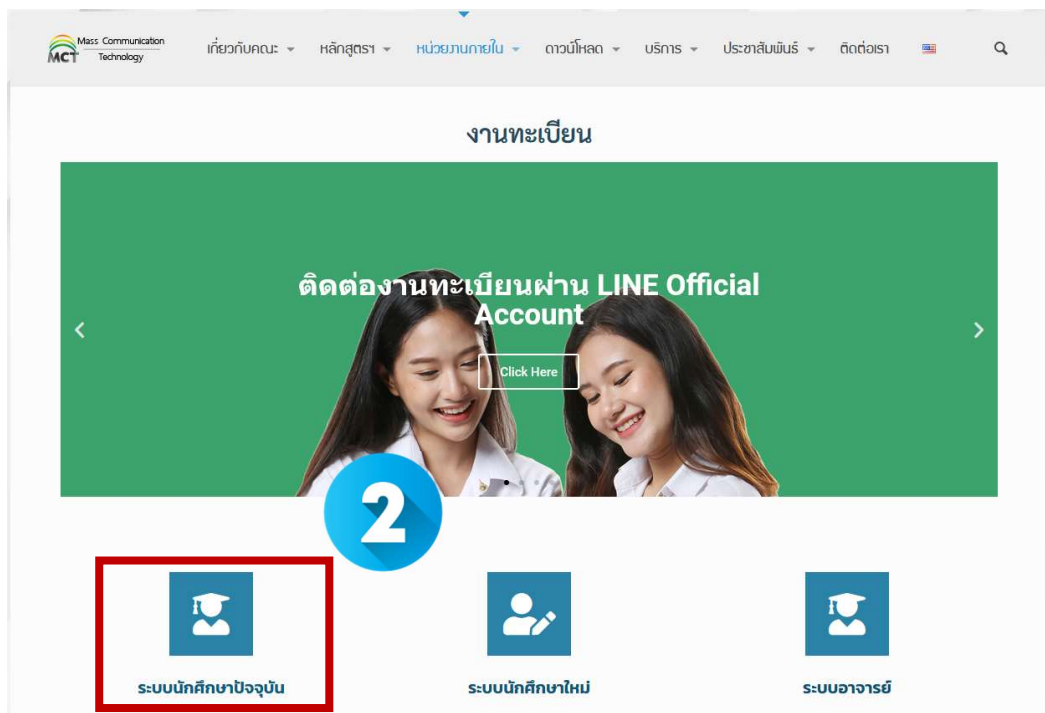 Mass Communication
MCT Technology
เกี่ยวกับคณะ หลักสูตรฯ หน่วยงานภายใน ดาวน์โหลด บริการ ประชาสัมพันธ์ ติดต่อเรา
งานทะเบียน
ติดต่องานทะเบียนผ่าน LINE Official
Account
Click Here
2
ระบบนักศึกษาปัจจุบัน ระบบนักศึกษาใหม่ ระบบอาจารย์